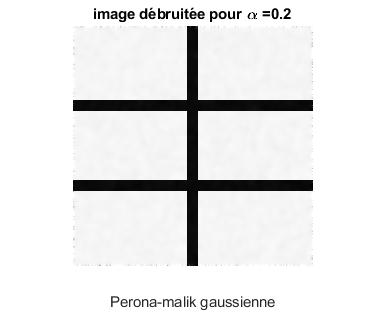 image débruitée pour α =0.2
Perona-malik gaussienne